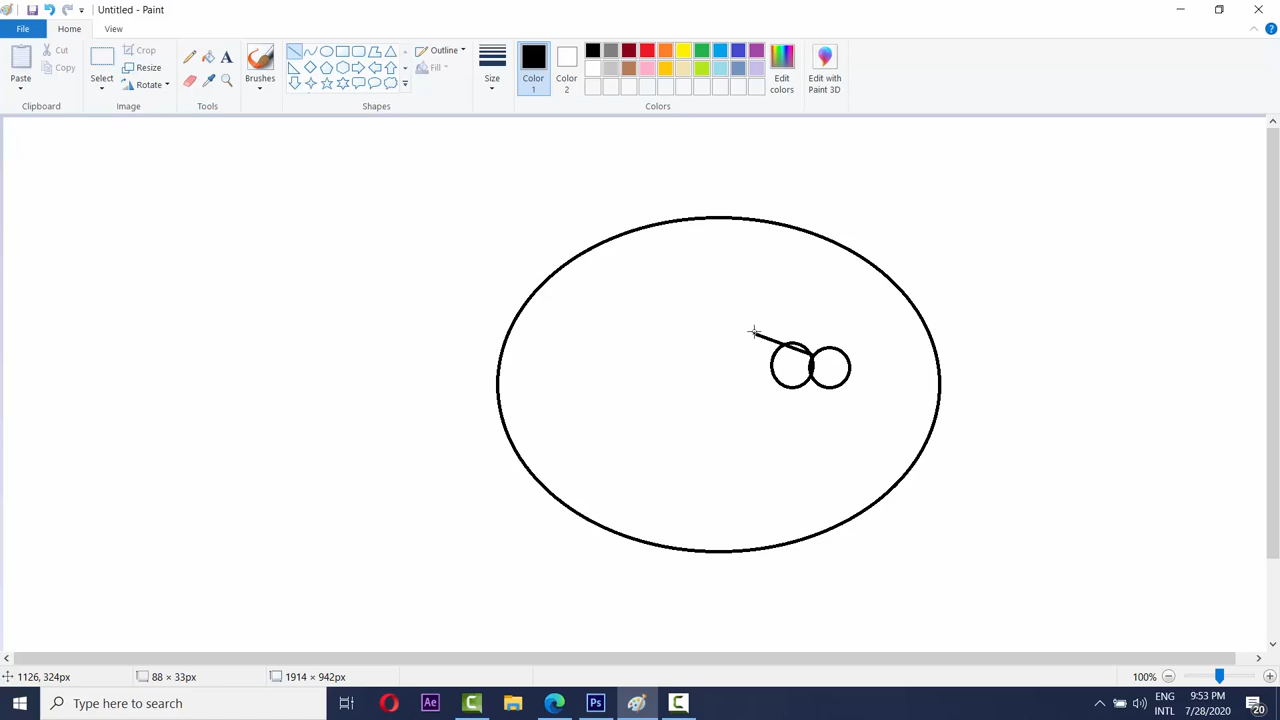 Untitled - Paint
File Home View
Paste
Cut
Copy
Clipboard
Select
Crop
Resize
Rotate
Image
Tools
Brushes
Outline
Fill
Shapes
Size
Color 1
Color 2
Edit colors
Colors
Edit with Paint 3D
1126, 324px
88 × 33px
1914 × 942px
100%
Type here to search
Ae
Ps
ENG
INTL
9:53 PM
7/28/2020
20